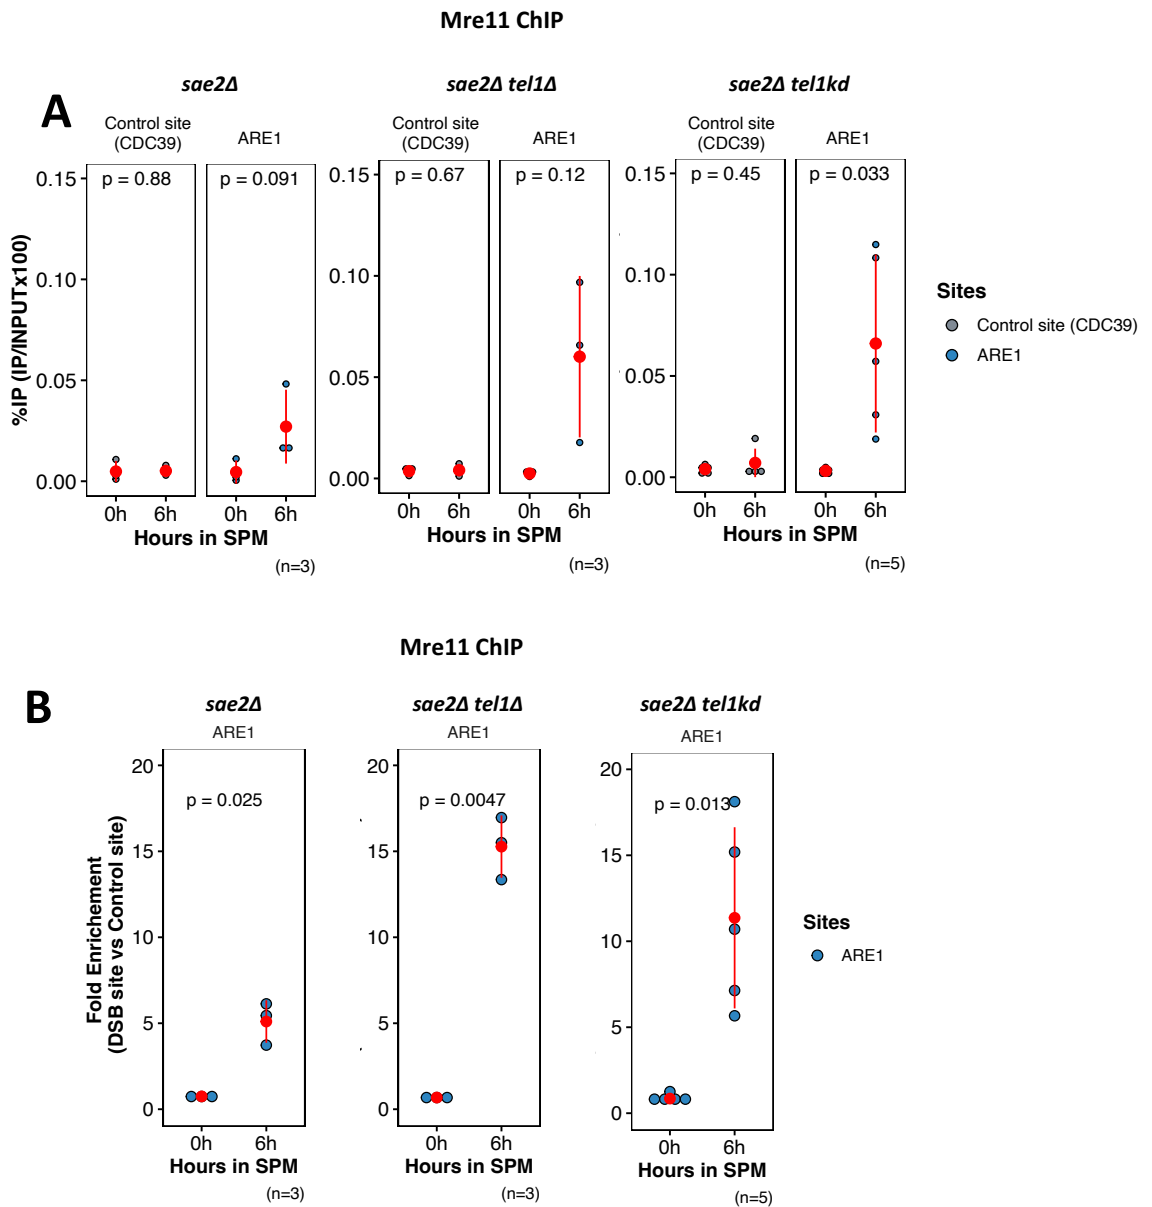 Mre11 ChIP
A
sae2Δ
sae2Δ tel1Δ
sae2Δ tel1kd
Control site
(CDC39)
ARE1
Control site
(CDC39)
ARE1
Control site
(CDC39)
ARE1
%IP (IP/INPUTx100)
0.15
0.10
0.05
0.00
p = 0.88
p = 0.091
0h
6h
0h
6h
Hours in SPM
(n=3)
0.15
0.10
0.05
0.00
p = 0.67
p = 0.12
0h
6h
0h
6h
Hours in SPM
(n=3)
0.15
0.10
0.05
0.00
p = 0.45
p = 0.033
0h
6h
0h
6h
Hours in SPM
(n=5)
Sites
Control site (CDC39)
ARE1
Mre11 ChIP
B
sae2Δ
ARE1
Fold Enrichement
(DSB site vs Control site)
20
15
10
5
0
p = 0.025
0h
6h
Hours in SPM
(n=3)
sae2Δ tel1Δ
ARE1
20
15
10
5
0
p = 0.0047
0h
6h
Hours in SPM
(n=3)
sae2Δ tel1kd
ARE1
20
15
10
5
0
p = 0.013
0h
6h
Hours in SPM
(n=5)
Sites
ARE1